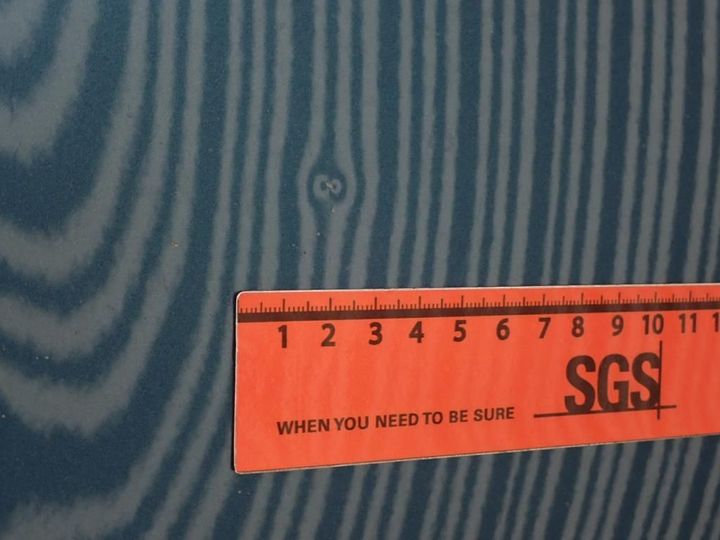 1 2 3 4 5 6 7 8 9 10 11
SGS
WHEN YOU NEED TO BE SURE